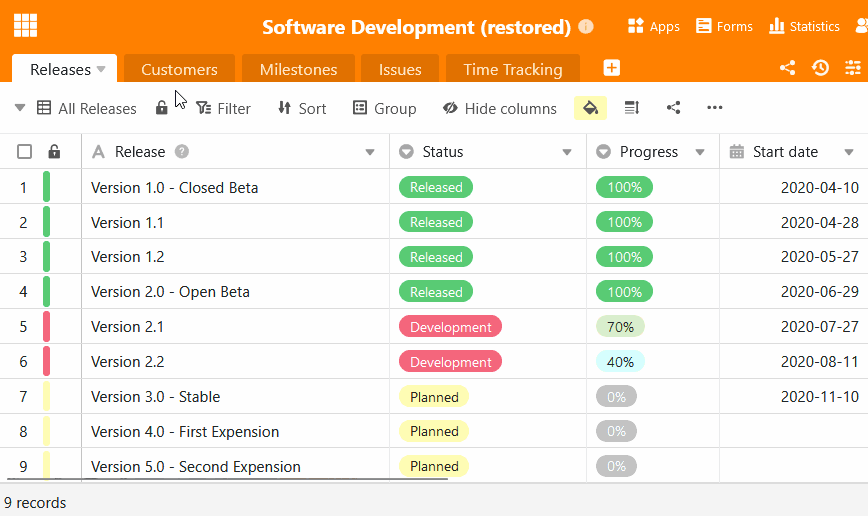 Software Development (restored) Apps Forms Statistics
Releases Customers Milestones Issues Time Tracking
All Releases Filter Sort Group Hide columns
Release Status Progress Start date
1 Version 1.0 - Closed Beta Released 100% 2020-04-10
2 Version 1.1 Released 100% 2020-04-28
3 Version 1.2 Released 100% 2020-05-27
4 Version 2.0 - Open Beta Released 100% 2020-06-29
5 Version 2.1 Development 70% 2020-07-27
6 Version 2.2 Development 40% 2020-08-11
7 Version 3.0 - Stable Planned 0% 2020-11-10
8 Version 4.0 - First Expension Planned 0%
9 Version 5.0 - Second Expension Planned 0%
9 records